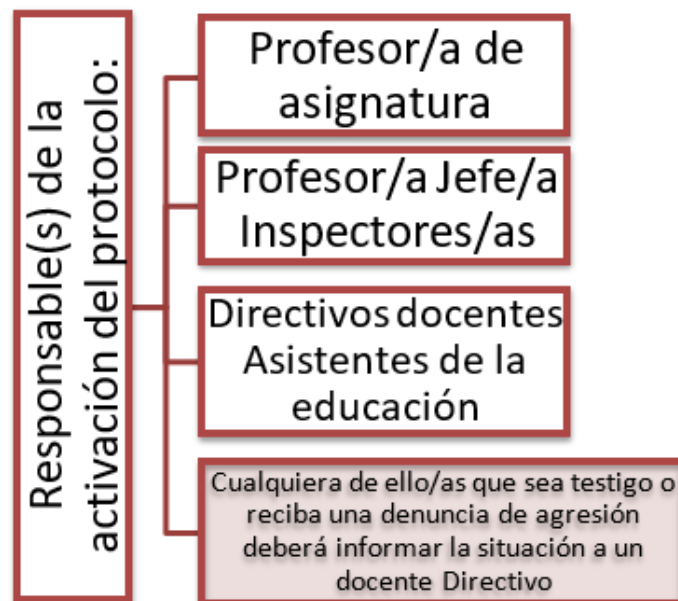 Responsable(s) de la
activación del protocolo:
Profesor/a de
asignatura
Profesor/a Jefe/a
Inspectores/as
Directivos docentes
Asistentes de la
educación
Cualquiera de ello/as que sea testigo o
reciba una denuncia de agresión
deberá informar la situación a un
docente Directivo